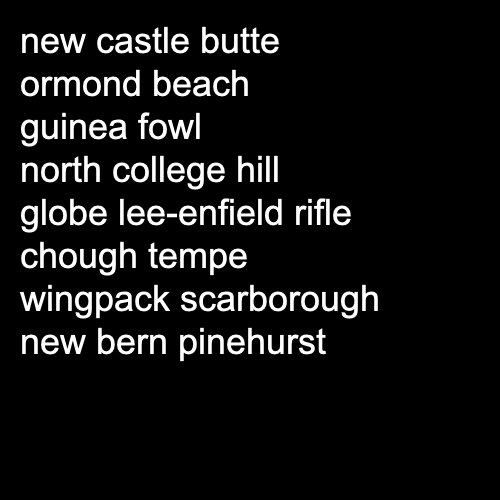 new castle butte
ormond beach
guinea fowl
north college hill
globe lee-enfield rifle
chough tempe
wingpack scarborough
new bern pinehurst